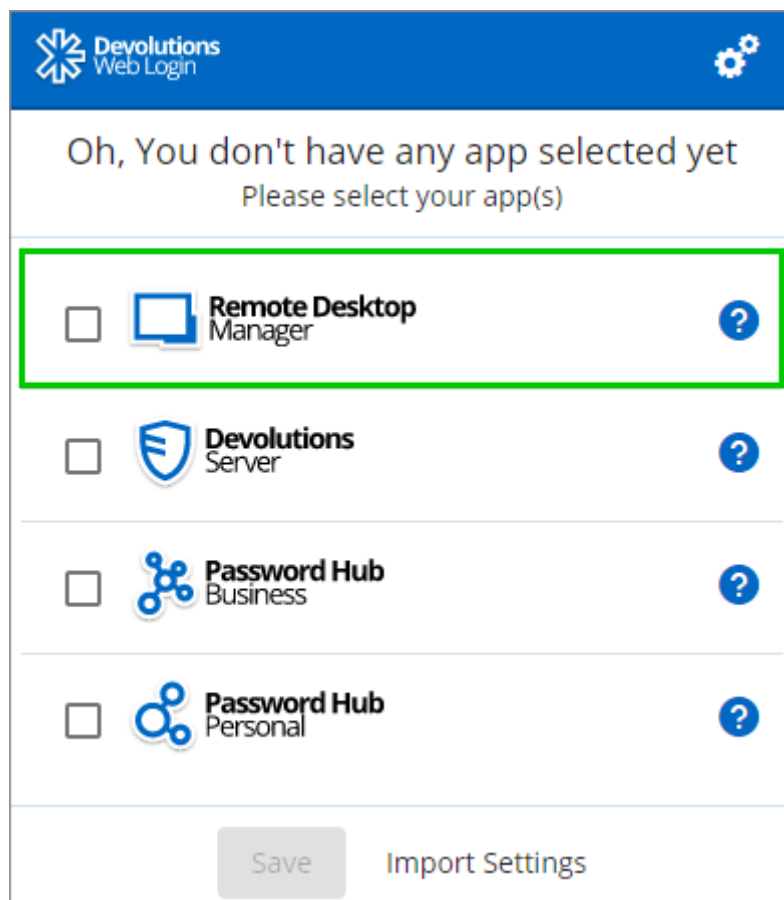 Devolutions
Web Login
Oh, You don't have any app selected yet
Please select your app(s)
Remote Desktop
Manager
?
Devolutions
Server
?
Password Hub
Business
?
Password Hub
Personal
?
Save Import Settings